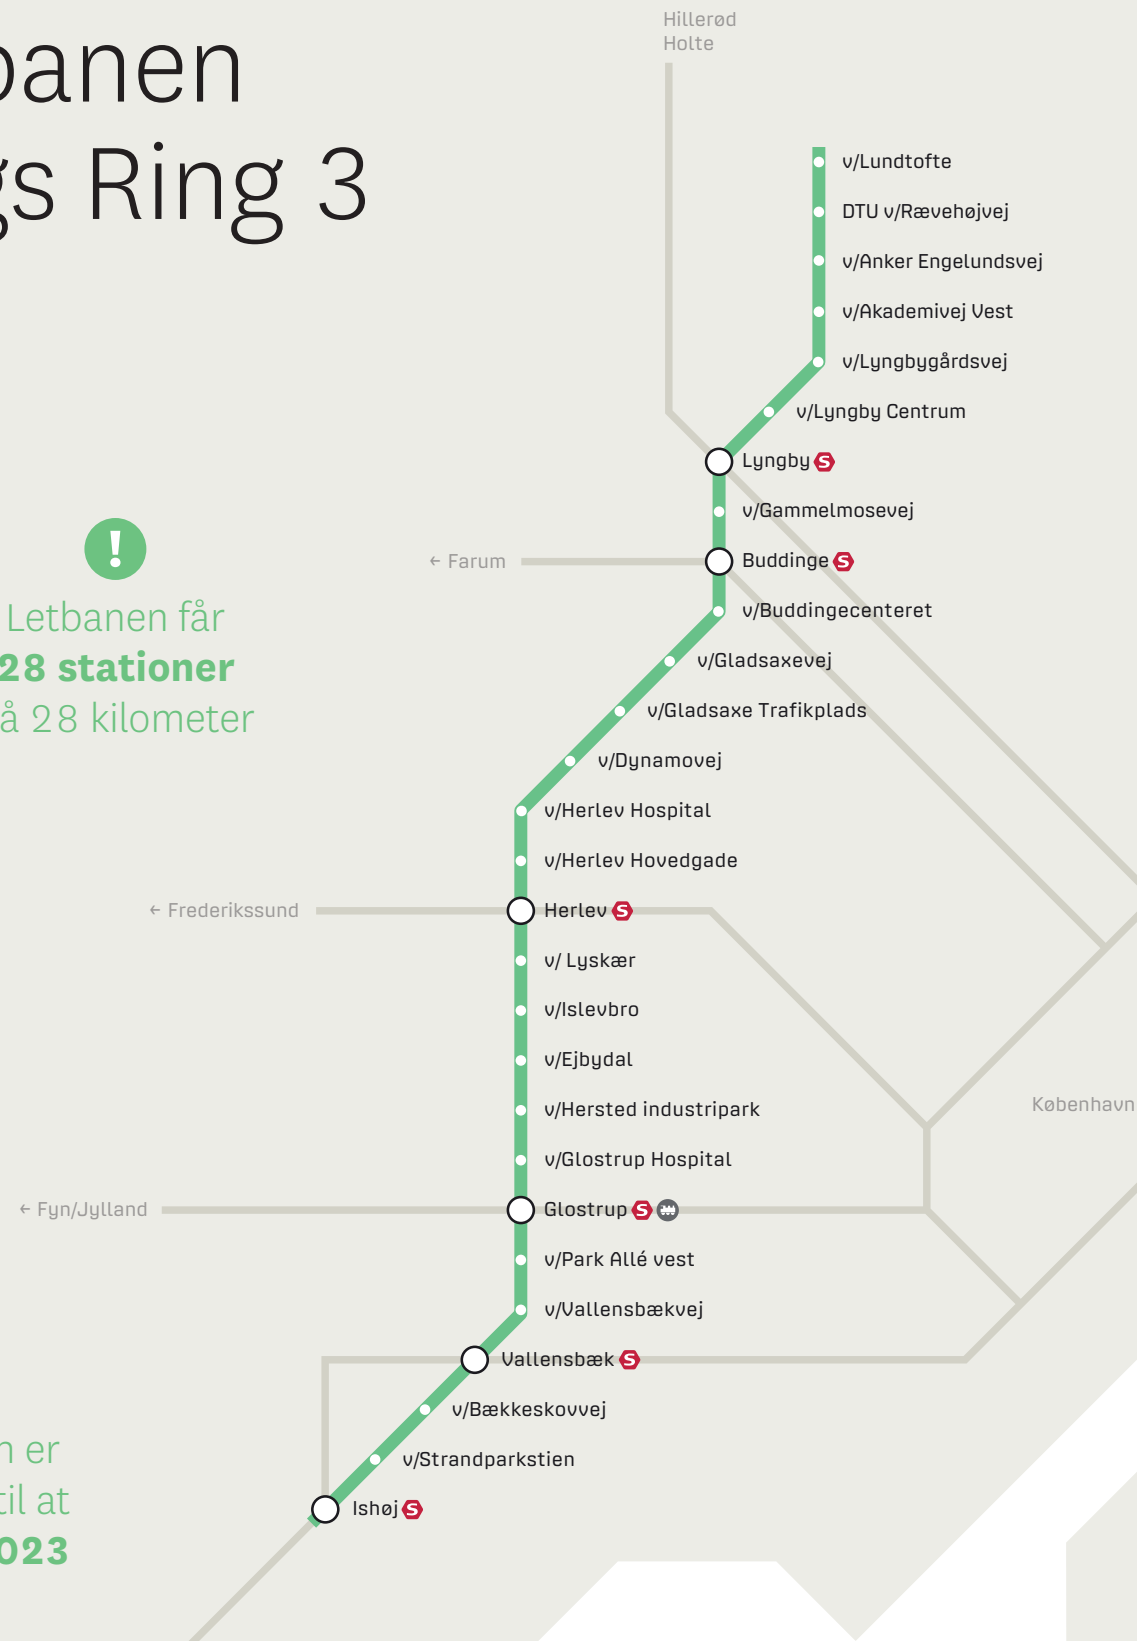 banen
gs Ring 3
Hillerød
Holte
v/Lundtofte
DTU v/Rævehøjvej
v/Anker Engelundsvej
v/Akademivej Vest
v/Lyngbygårdsvej
v/Lyngby Centrum
Lyngby S
v/Gammelmosevej
← Farum
Buddinge S
v/Buddingecenteret
!
Letbanen får
28 stationer
å 28 kilometer
v/Gladsaxevej
v/Gladsaxe Trafikplads
v/Dynamovej
v/Herlev Hospital
v/Herlev Hovedgade
← Frederikssund
Herlev S
v/ Lyskær
v/Islevbro
v/Ejbydal
v/Hersted industripark
København
v/Glostrup Hospital
← Fyn/Jylland
Glostrup S
v/Park Allé vest
v/Vallensbækvej
Vallensbæk S
v/Bækkeskovvej
v/Strandparkstien
Ishøj S
n er
til at
023